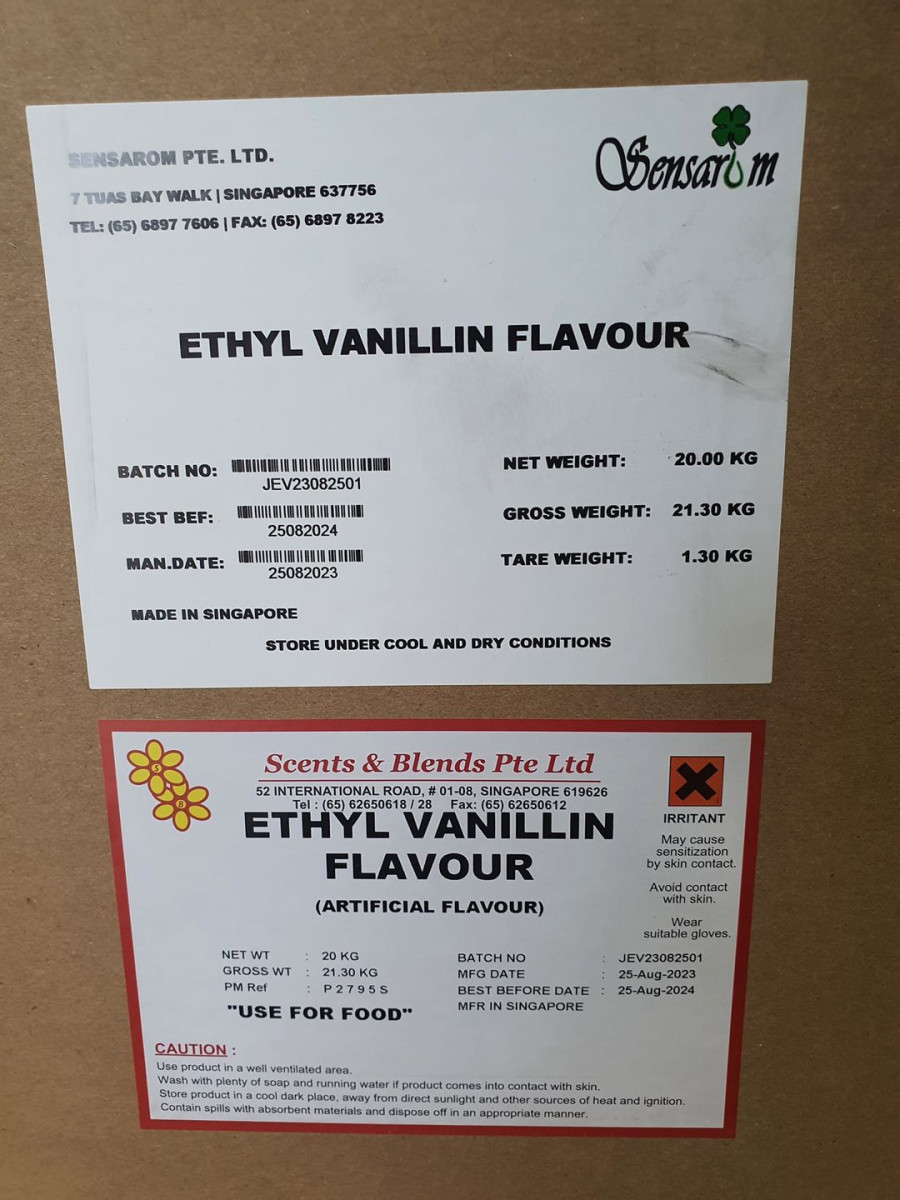 SENSAROM PTE. LTD.
Sensarom
7 TUAS BAY WALK | SINGAPORE 637756
TEL: (65) 6897 7606 | FAX: (65) 6897 8223
ETHYL VANILLIN FLAVOUR
BATCH NO: JEV23082501
BEST BEF: 25082024
MAN.DATE: 25082023
NET WEIGHT: 20.00 KG
GROSS WEIGHT: 21.30 KG
TARE WEIGHT: 1.30 KG
MADE IN SINGAPORE
STORE UNDER COOL AND DRY CONDITIONS
S
B
Scents & Blends Pte Ltd
52 INTERNATIONAL ROAD, # 01-08, SINGAPORE 619626
Tel : (65) 62650618 / 28 Fax: (65) 62650612
ETHYL VANILLIN
FLAVOUR
(ARTIFICIAL FLAVOUR)
IRRITANT
May cause
sensitization
by skin contact.
Avoid contact
with skin.
Wear
suitable gloves.
NET WT : 20 KG
GROSS WT : 21.30 KG
PM Ref : P 2 7 9 5 S
"USE FOR FOOD"
BATCH NO : JEV23082501
MFG DATE : 25-Aug-2023
BEST BEFORE DATE : 25-Aug-2024
MFR IN SINGAPORE
CAUTION :
Use product in a well ventilated area.
Wash with plenty of soap and running water if product comes into contact with skin.
Store product in a cool dark place, away from direct sunlight and other sources of heat and ignition.
Contain spills with absorbent materials and dispose off in an appropriate manner.